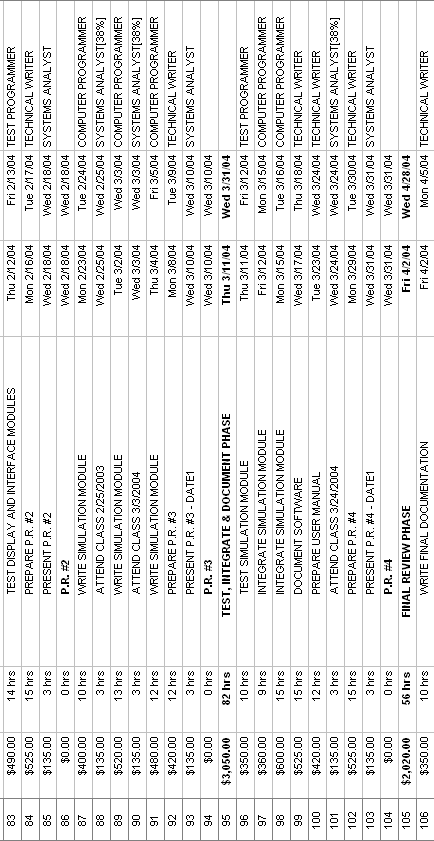 83 $490.00 14 hrs TEST DISPLAY AND INTERFACE MODULES Thu 2/12/04 Fri 2/13/04 TEST PROGRAMMER
84 $525.00 15 hrs PREPARE P.R. #2 Mon 2/16/04 Tue 2/17/04 TECHNICAL WRITER
85 $135.00 3 hrs PRESENT P.R. #2 Wed 2/18/04 Wed 2/18/04 SYSTEMS ANALYST
86 $0.00 0 hrs P.R. #2 Wed 2/18/04 Wed 2/18/04
87 $400.00 10 hrs WRITE SIMULATION MODULE Mon 2/23/04 Tue 2/24/04 COMPUTER PROGRAMMER
88 $135.00 3 hrs ATTEND CLASS 2/25/2003 Wed 2/25/04 Wed 2/25/04 SYSTEMS ANALYST[38%]
89 $520.00 13 hrs WRITE SIMULATION MODULE Tue 3/2/04 Wed 3/3/04 COMPUTER PROGRAMMER
90 $135.00 3 hrs ATTEND CLASS 3/3/2004 Wed 3/3/04 Wed 3/3/04 SYSTEMS ANALYST[38%]
91 $480.00 12 hrs WRITE SIMULATION MODULE Thu 3/4/04 Fri 3/5/04 COMPUTER PROGRAMMER
92 $420.00 12 hrs PREPARE P.R. #3 Mon 3/8/04 Tue 3/9/04 TECHNICAL WRITER
93 $135.00 3 hrs PRESENT P.R. #3 - DATE1 Wed 3/10/04 Wed 3/10/04 SYSTEMS ANALYST
94 $0.00 0 hrs P.R. #3 Wed 3/10/04 Wed 3/10/04
95 $3,050.00 82 hrs TEST, INTEGRATE & DOCUMENT PHASE Thu 3/11/04 Wed 3/31/04
96 $350.00 10 hrs TEST SIMULATION MODULE Thu 3/11/04 Fri 3/12/04 TEST PROGRAMMER
97 $360.00 9 hrs INTEGRATE SIMULATION MODULE Fri 3/12/04 Mon 3/15/04 COMPUTER PROGRAMMER
98 $600.00 15 hrs INTEGRATE SIMULATION MODULE Mon 3/15/04 Tue 3/16/04 COMPUTER PROGRAMMER
99 $525.00 15 hrs DOCUMENT SOFTWARE Wed 3/17/04 Thu 3/18/04 TECHNICAL WRITER
100 $420.00 12 hrs PREPARE USER MANUAL Tue 3/23/04 Wed 3/24/04 TECHNICAL WRITER
101 $135.00 3 hrs ATTEND CLASS 3/24/2004 Wed 3/24/04 Wed 3/24/04 SYSTEMS ANALYST[38%]
102 $525.00 15 hrs PREPARE P.R. #4 Mon 3/29/04 Tue 3/30/04 TECHNICAL WRITER
103 $135.00 3 hrs PRESENT P.R. #4 - DATE1 Wed 3/31/04 Wed 3/31/04 SYSTEMS ANALYST
104 $0.00 0 hrs P.R. #4 Wed 3/31/04 Wed 3/31/04
105 $2,020.00 56 hrs FINAL REVIEW PHASE Fri 4/2/04 Wed 4/28/04
106 $350.00 10 hrs WRITE FINAL DOCUMENTATION Fri 4/2/04 Mon 4/5/04 TECHNICAL WRITER